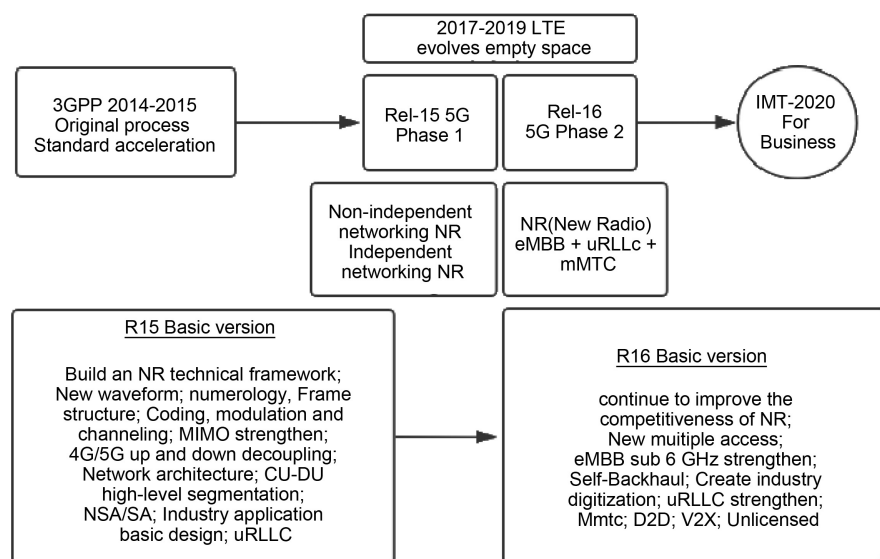 2017-2019 LTE
evolves empty space
3GPP 2014-2015
Original process
Standard acceleration
Rel-15 5G
Phase 1
Rel-16
5G Phase 2
IMT-2020
For
Business
Non-independent
networking NR
Independent
networking NR
NR(New Radio)
eMBB + uRLLc +
mMTC
R15 Basic version
Build an NR technical framework;
New waveform; numerology, Frame
structure; Coding, modulation and
channeling; MIMO strengthen;
4G/5G up and down decoupling;
Network architecture; CU-DU
high-level segmentation;
NSA/SA; Industry application
basic design; uRLLC
R16 Basic version
continue to improve the
competitiveness of NR;
New multiple access;
eMBB sub 6 GHz strengthen;
Self-Backhaul; Create industry
digitization; uRLLC strengthen;
Mmtc; D2D; V2X; Unlicensed